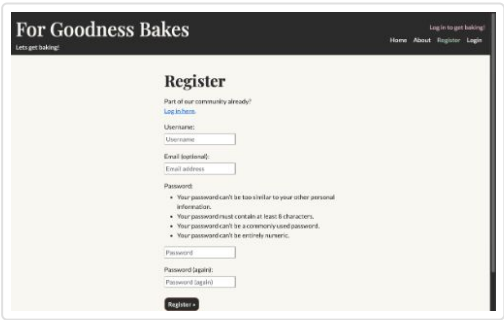 For Goodness Bakes
Lets get baking!
Log in to get baking!
Home About Register Login
Register
Part of our community already?
Log in here.
Username:
Username
Email (optional):
Email address
Password:
Your password can't be too similar to your other personal
information.
Your password must contain at least 8 characters.
Your password can't be a commonly used password.
Your password can't be entirely numeric.
Password
Password (again):
Password (again)
Register »